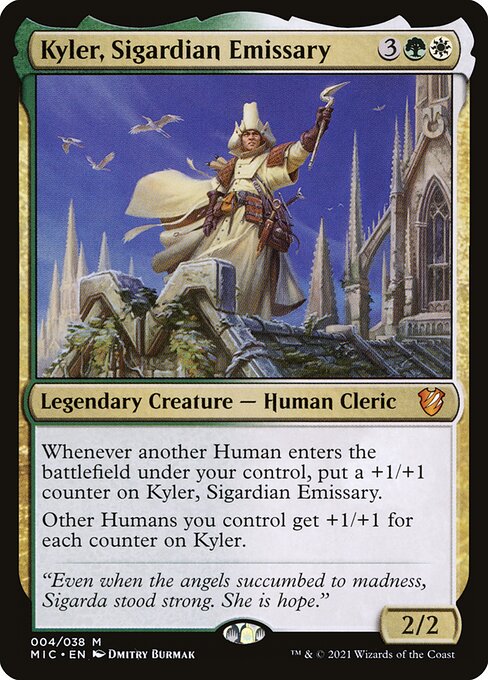 Kyler, Sigardian Emissary 3
Legendary Creature — Human Cleric
Whenever another Human enters the
battlefield under your control, put a +1/+1
counter on Kyler, Sigardian Emissary.
Other Humans you control get +1/+1 for
each counter on Kyler.
“Even when the angels succumbed to madness,
Sigarda stood strong. She is hope.”
2/2
004/038 M
MIC • EN Dmitry Burmak
™ & © 2021 Wizards of the Coast